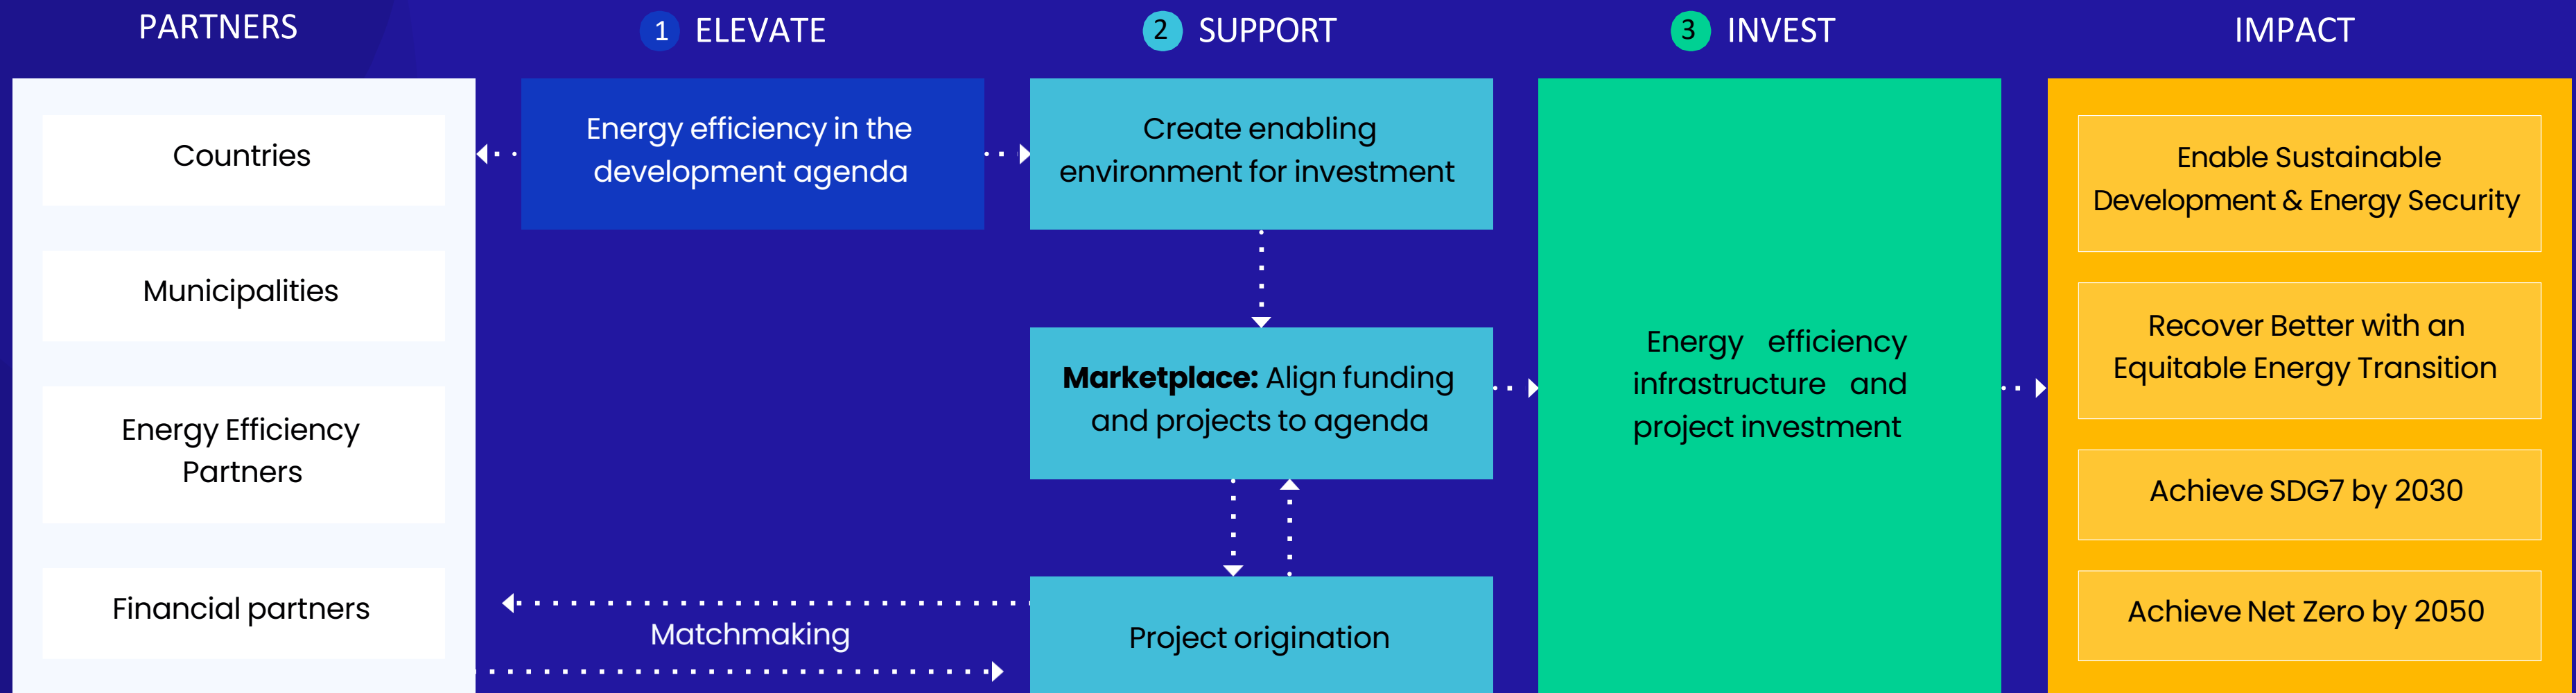 PARTNERS
1 ELEVATE
2 SUPPORT
3 INVEST
IMPACT
Countries
Municipalities
Energy Efficiency
Partners
Financial partners
Energy efficiency in the
development agenda
Matchmaking
Create enabling
environment for investment
Marketplace: Align funding
and projects to agenda
Project origination
Energy efficiency
infrastructure and
project investment
Enable Sustainable
Development & Energy Security
Recover Better with an
Equitable Energy Transition
Achieve SDG7 by 2030
Achieve Net Zero by 2050